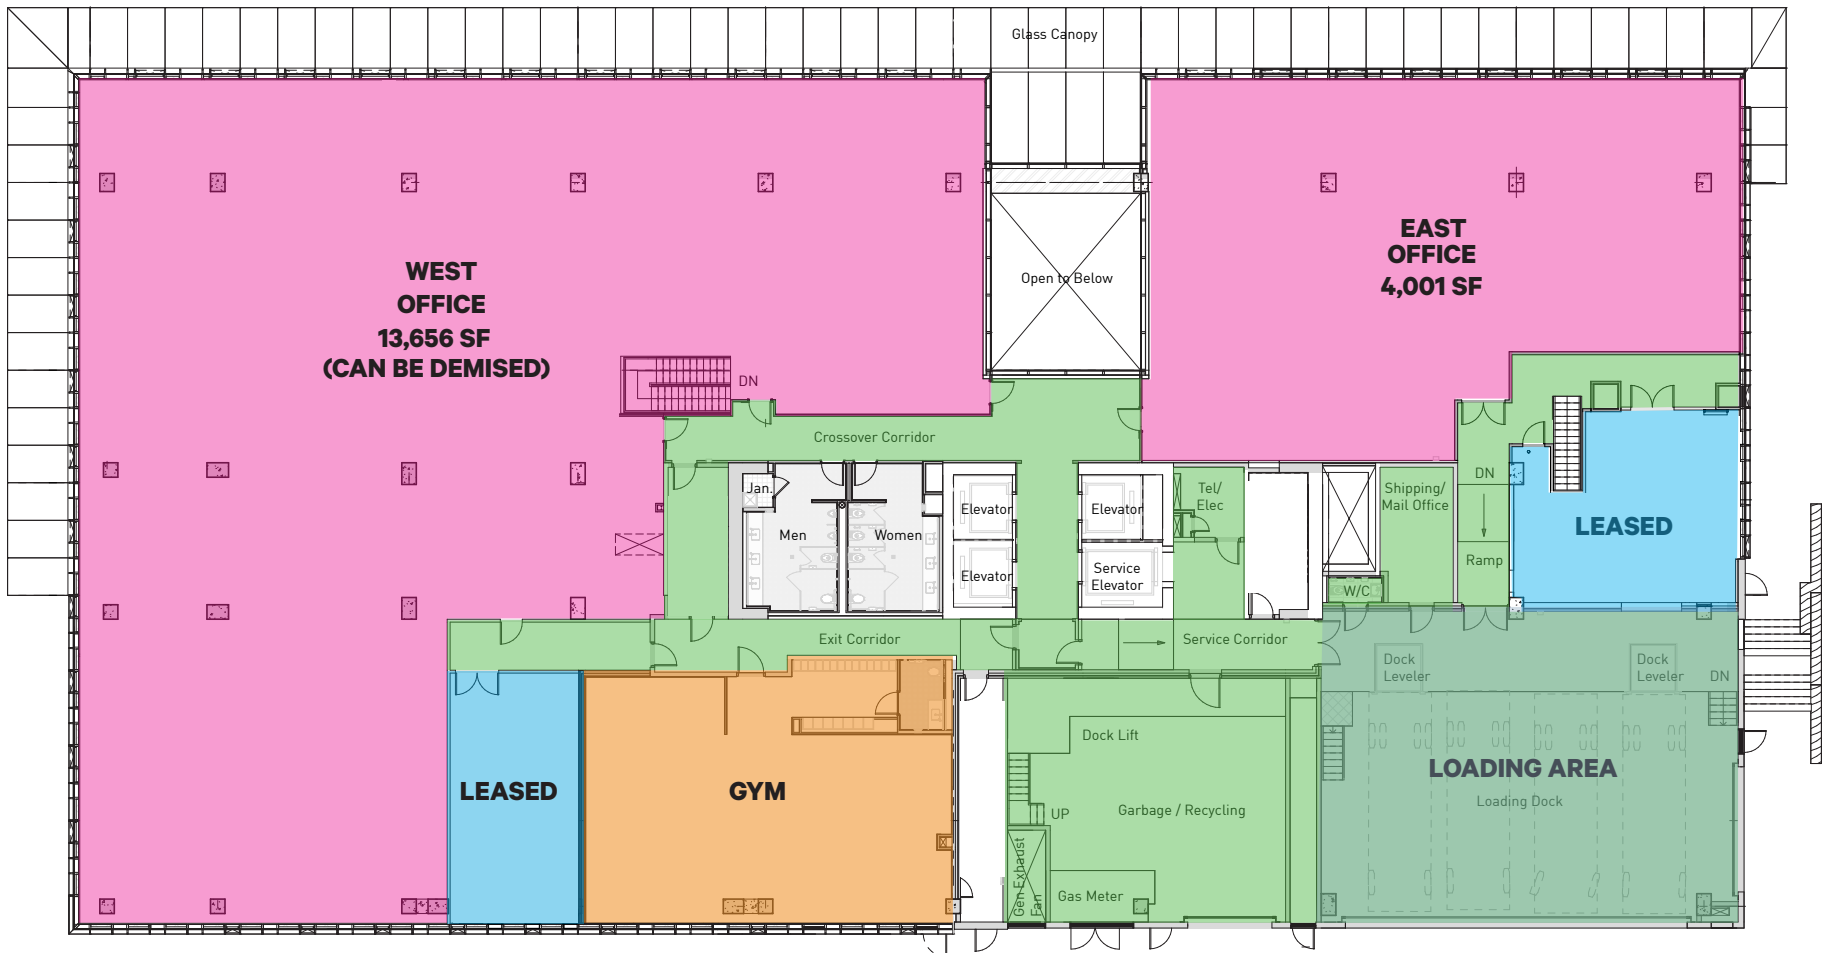 Glass Canopy
WEST
OFFICE
13,656 SF
(CAN BE DEMISED)
EAST
OFFICE
4,001 SF
Open to Below
DN
Crossover Corridor
Jan.
Men
Women
Elevator
Elevator
Elevator
Service
Elevator
Tel/
Elec
Shipping/
Mail Office
DN
Ramp
W/C
LEASED
Exit Corridor
Service Corridor
Dock
Leveler
Dock
Leveler
DN
LEASED
GYM
Dock Lift
UP
Garbage / Recycling
Gen Exhaust
Fan
Gas Meter
LOADING AREA
Loading Dock